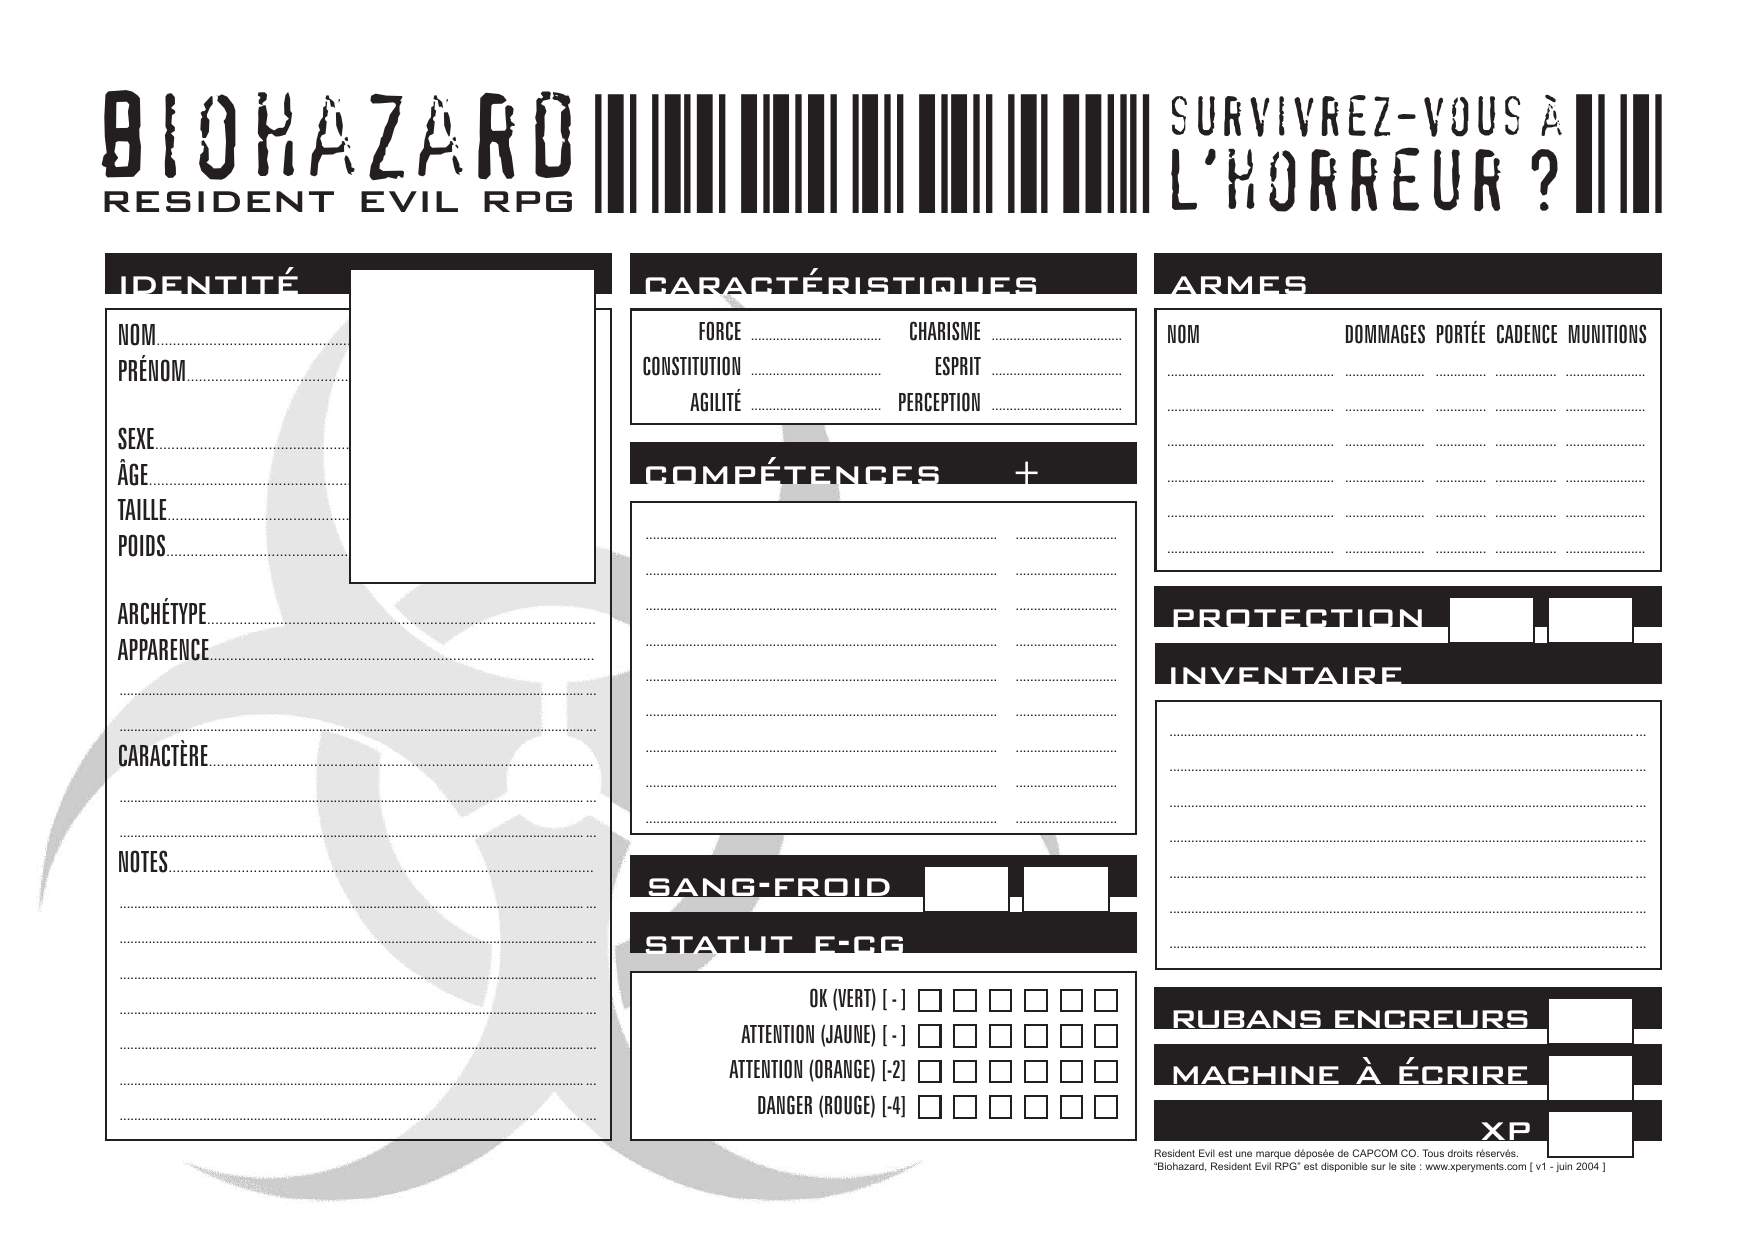 BIOHAZARD
RESIDENT EVIL RPG
SURVIVREZ-VOUS À
L'HORREUR ?
IDENTITÉ
NOM
PRÉNOM
SEXE
ÂGE
TAILLE
POIDS
ARCHÉTYPE
APPARENCE
CARACTÈRE
NOTES
CARACTÉRISTIQUES
FORCE CHARISME
CONSTITUTION ESPRIT
AGILITÉ PERCEPTION
COMPÉTENCES +
SANG-FROID
STATUT E-CG
OK (VERT) [ - ]
ATTENTION (JAUNE) [ - ]
ATTENTION (ORANGE) [-2]
DANGER (ROUGE) [-4]
ARMES
NOM DOMMAGES PORTÉE CADENCE MUNITIONS
PROTECTION
INVENTAIRE
RUBANS ENCREURS
MACHINE À ÉCRIRE
XP
Resident Evil est une marque déposée de CAPCOM CO. Tous droits réservés.
"Biohazard, Resident Evil RPG" est disponible sur le site : www.xperyments.com [ v1 - juin 2004 ]